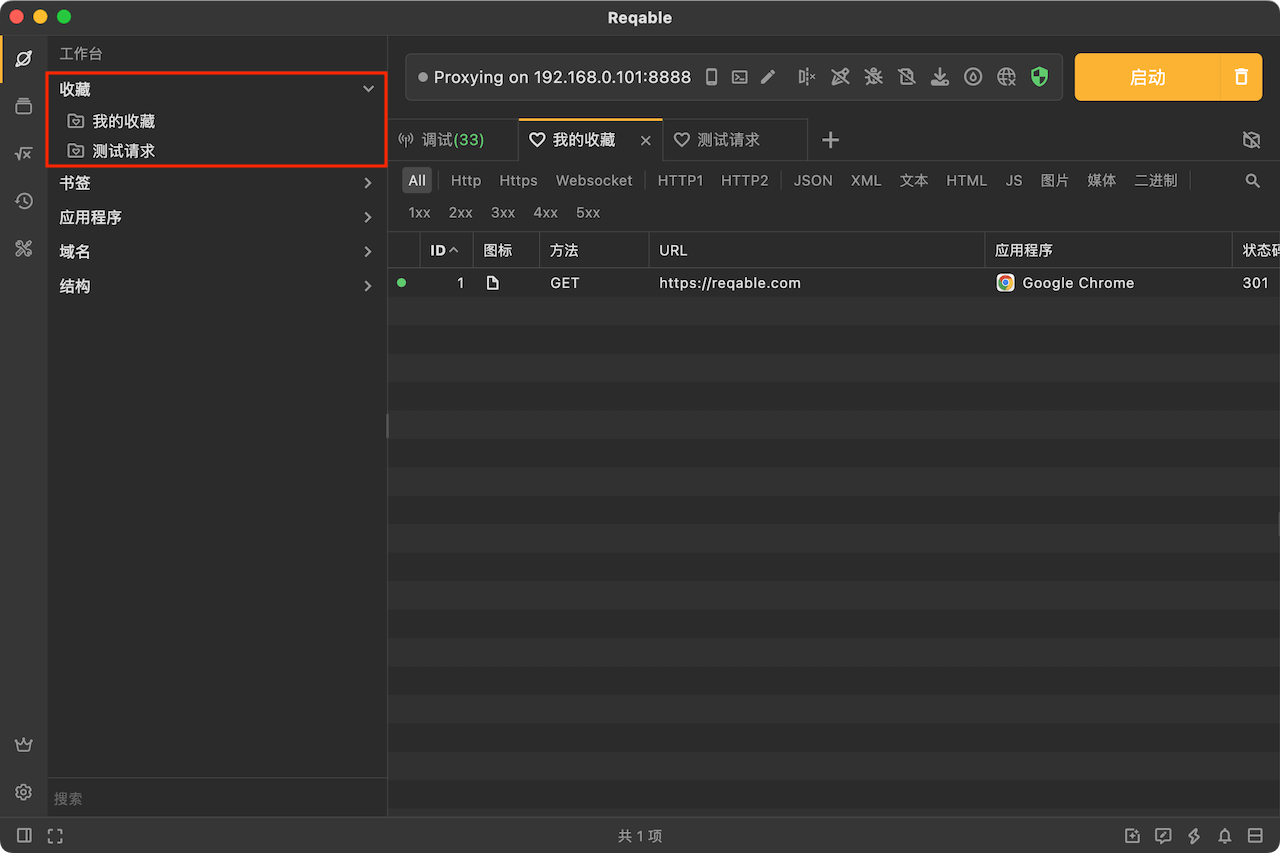 Reqable
工作台
收藏
我的收藏
测试请求
书签
应用程序
域名
结构
搜索
Proxying on 192.168.0.101:8888
启动
调试(33)
我的收藏
测试请求
All Http Https Websocket HTTP1 HTTP2 JSON XML 文本 HTML JS 图片 媒体 二进制
1xx 2xx 3xx 4xx 5xx
ID 图标 方法 URL 应用程序 状态码
1 GET https://reqable.com Google Chrome 301
共 1 项